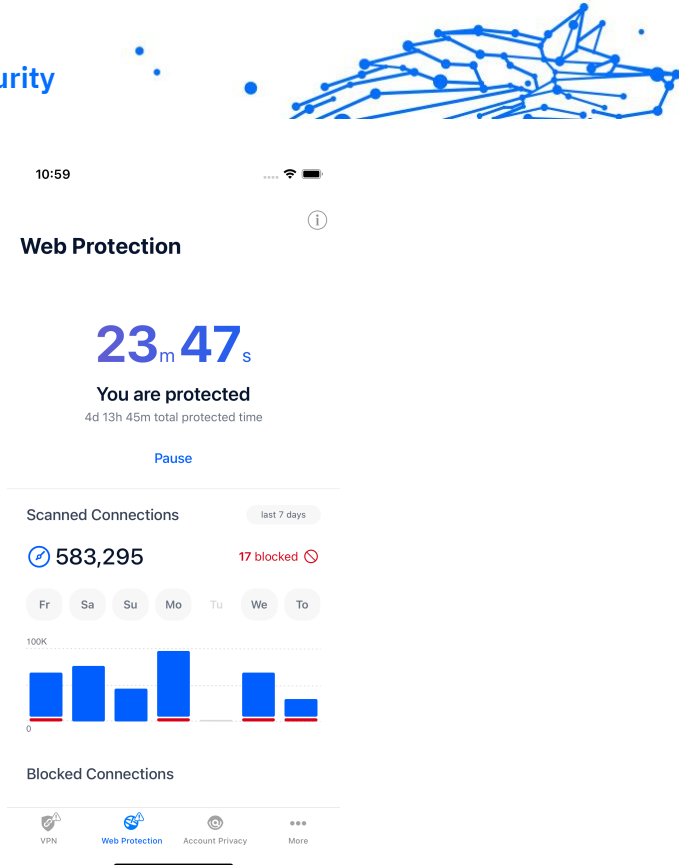 urity
10:59
Web Protection
23m 47s
You are protected
4d 13h 45m total protected time
Pause
Scanned Connections
last 7 days
583,295
17 blocked
Fr Sa Su Mo Tu We To
100K
0
Blocked Connections
VPN Web Protection Account Privacy More